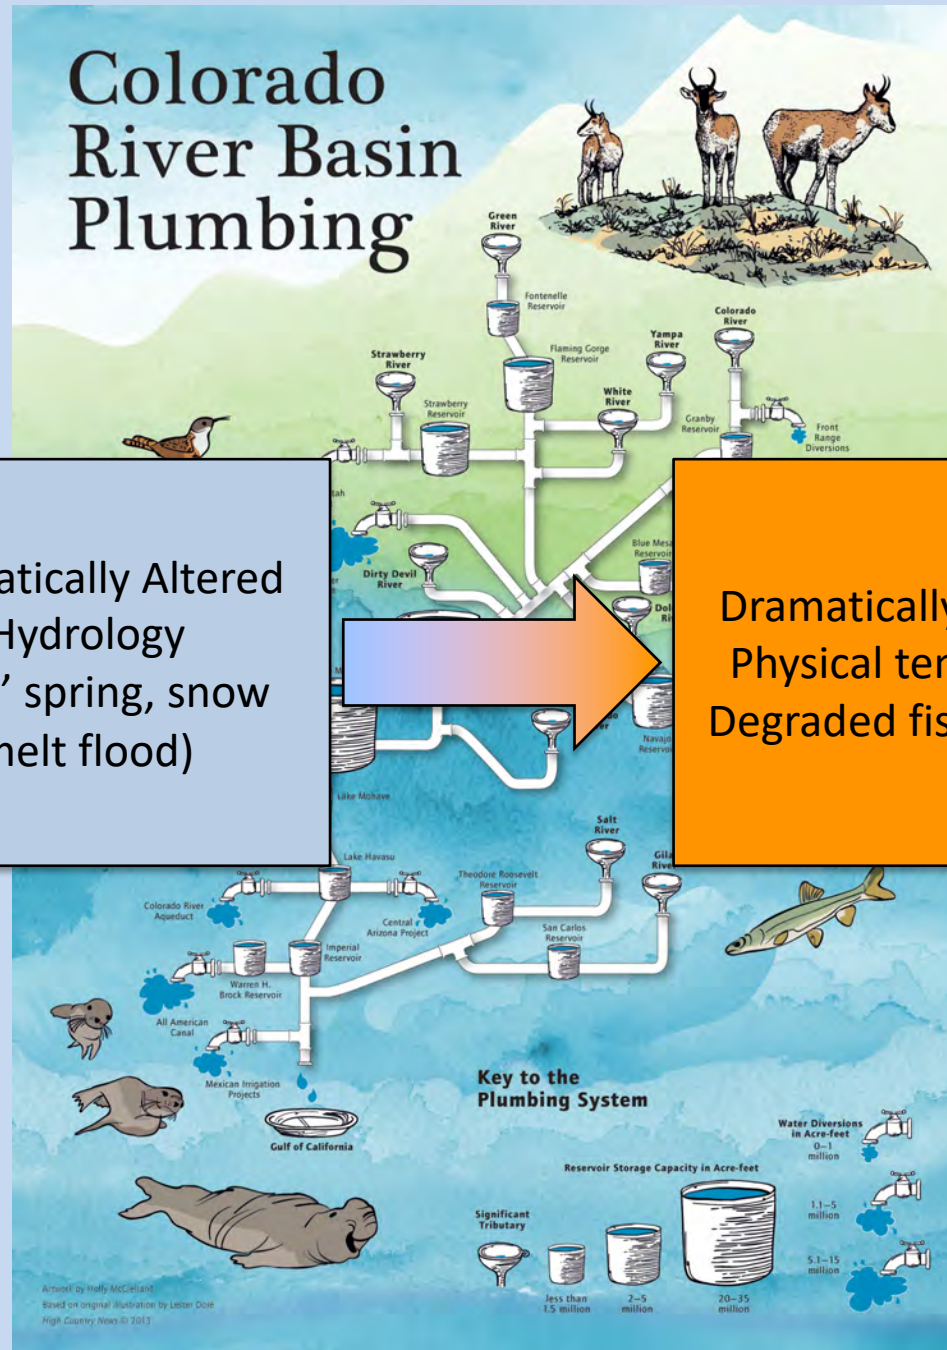 Colorado
River Basin
Plumbing
Green
River
Fontenelle
Reservoir
Colorado
River
Yampa
River
Flaming Gorge
Reservoir
Strawberry
River
White
River
Strawberry
Reservoir
Granby
Reservoir
Front
Range
Diversions
atically Altered
Hydrology
” spring, snow
melt flood)
Dirty Devil
River
Blue Mesa
Reservoir
Dramatically
Physical
Degraded
Navajo
Lake Mohave
Salt
River
Gila
River
Lake Havasu
Theodore Roosevelt
Reservoir
Colorado River
Aqueduct
Central
Arizona Project
San Carlos
Reservoir
Imperial
Reservoir
Warren H.
Brock Reservoir
All American
Canal
Mexican Irrigation
Projects
Gulf of California
Key to the
Plumbing System
Water Diversions
in Acre-feet
0–1
million
Reservoir Storage Capacity in Acre-feet
1.1–5
million
Significant
Tributary
5.1–15
million
less than
1.5 million
2–5
million
20–35
million
Artwork by Holly McClelland
Based on original illustration by Lester Doré
High Country News © 2013